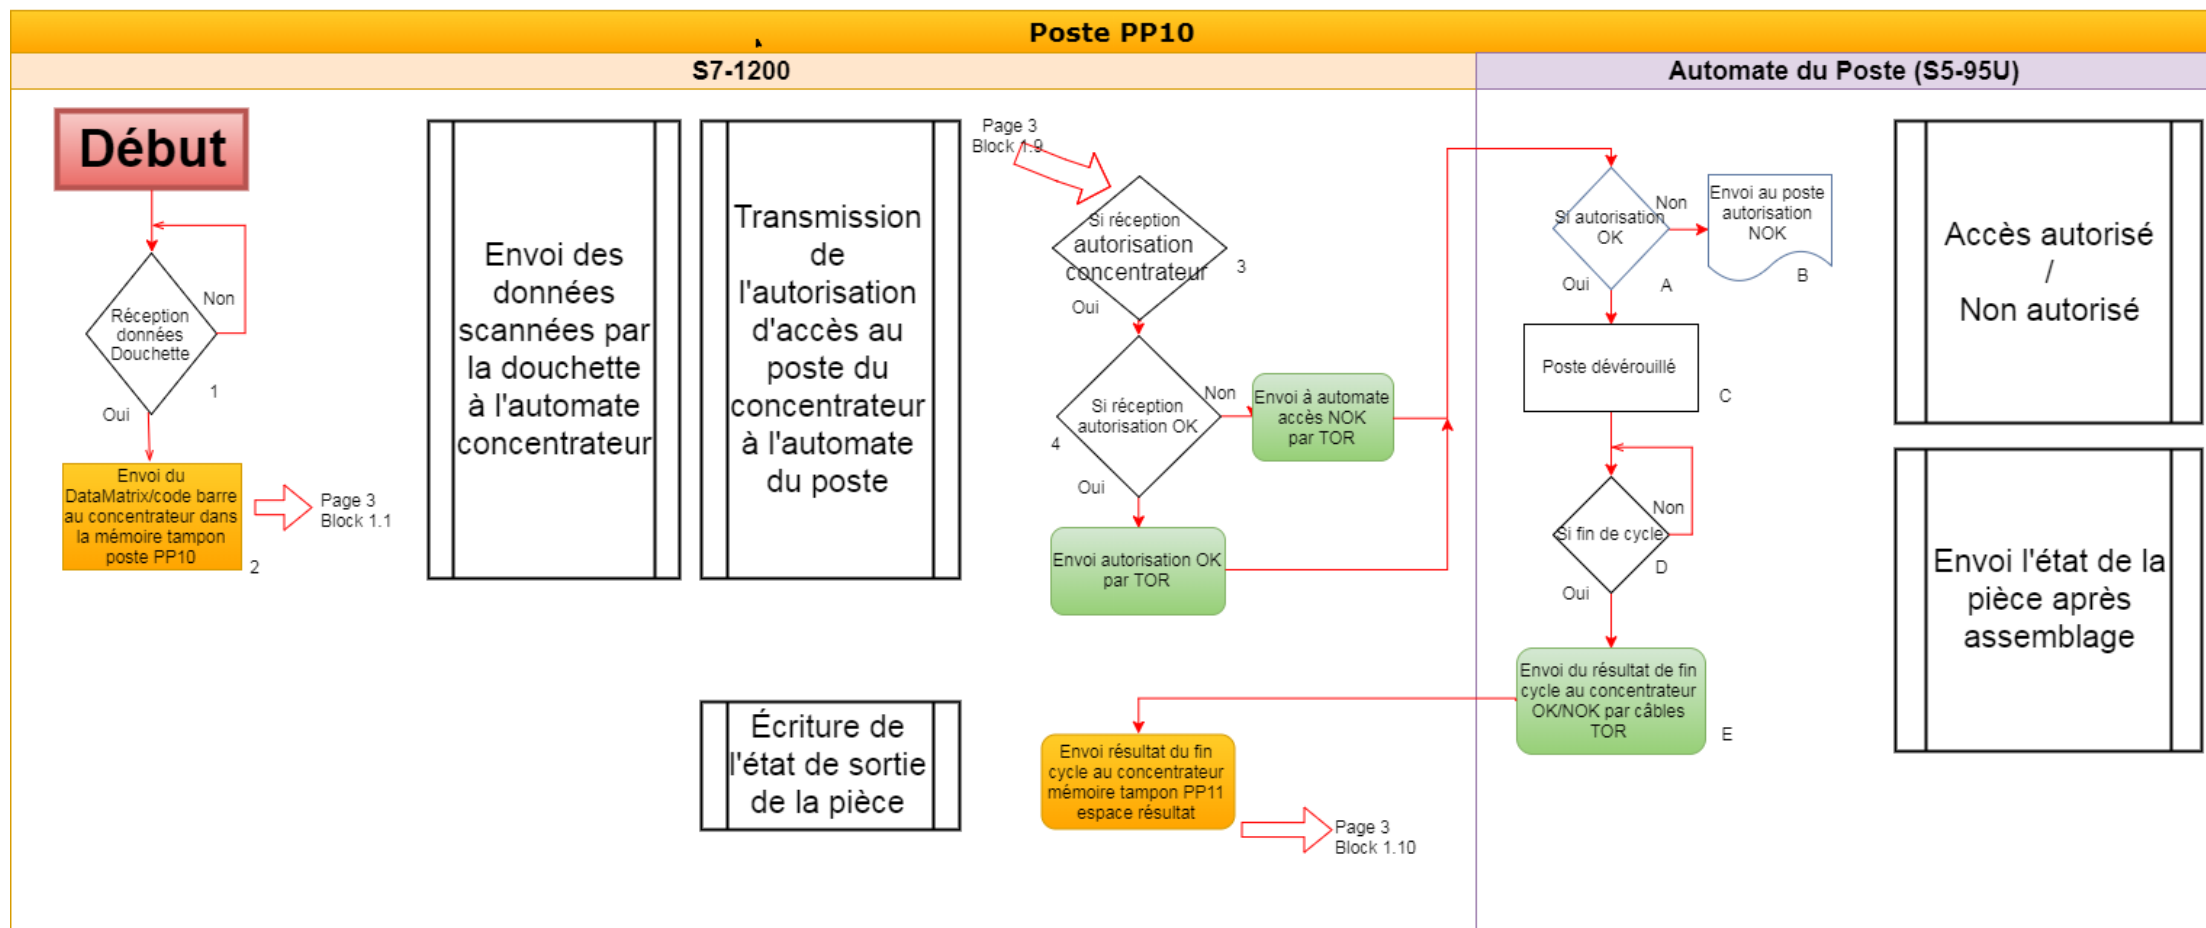 Poste PP10
S7-1200
Automate du Poste (S5-95U)
Début
Réception
données
Douchette
Non
1
Oui
Envoi du
DataMatrix/code barre
au concentrateur dans
la mémoire tampon
poste PP10
2
Page 3
Block 1.1
Envoi des
données
scannées par
la douchette
à l'automate
concentrateur
Transmission
de
l'autorisation
d'accès au
poste du
concentrateur
à l'automate
du poste
Page 3
Block 1.9
Si réception
autorisation
concentrateur
3
Oui
Si réception
autorisation OK
Non
4
Oui
Envoi à automate
accès NOK
par TOR
Envoi autorisation OK
par TOR
Écriture de
l'état de sortie
de la pièce
Envoi résultat du fin
cycle au concentrateur
mémoire tampon PP11
espace résultat
Page 3
Block 1.10
Si autorisation
OK
Non
Oui
A
Envoi au poste
autorisation
NOK
B
Poste dévérouillé
C
Si fin de cycle
Non
D
Oui
Envoi du résultat de fin
cycle au concentrateur
OK/NOK par câbles
TOR
E
Accès autorisé
/
Non autorisé
Envoi l'état de la
pièce après
assemblage